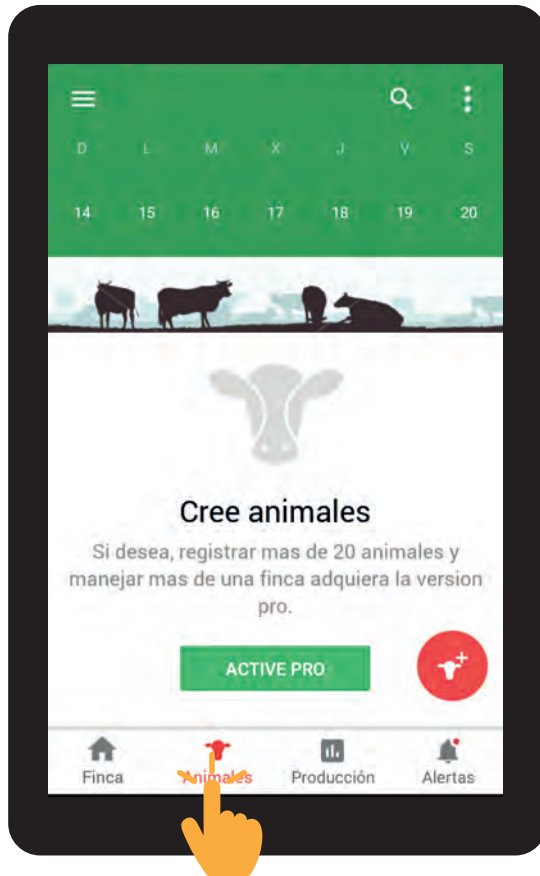 D L M X J V S
14 15 16 17 18 19 20
Cree animales
Si desea, registrar mas de 20 animales y
manejar mas de una finca adquiera la version
pro.
ACTIVE PRO
Finca Animales Producción Alertas